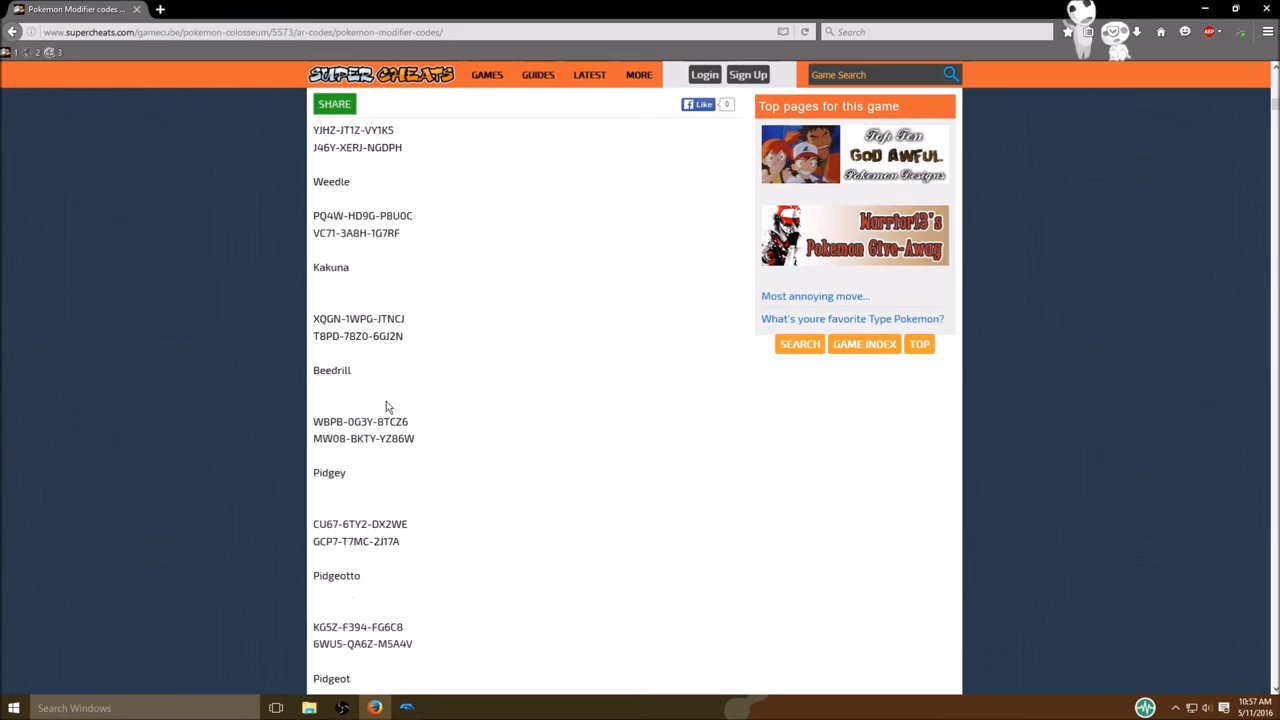 Pokemon Modifier codes ...
www.supercheats.com/gamecube/pokemon-colosseum/5573/ar-codes/pokemon-modifier-codes/
Search
ABP
1 2 3
SUPER CHEATS
GAMES GUIDES LATEST MORE
Login Sign Up
Game Search
SHARE
Like 0
YJHZ-JT1Z-VY1K5
J46Y-XERJ-NGDPH
Weedle
PQ4W-HD9G-P8U0C
VC71-3A8H-1G7RF
Kakuna
XQGN-1WPG-JTNCJ
T8PD-78Z0-6GJ2N
Beedrill
WBPB-0G3Y-8TCZ6
MW08-BKTY-YZ86W
Pidgey
CU67-6TY2-DX2WE
GCP7-T7MC-2J17A
Pidgeotto
KG5Z-F394-FG6C8
6WU5-QA6Z-M5A4V
Pidgeot
Top pages for this game
Top Ten
GOD AWFUL
Pokemon Designs
Warrior13's
Pokemon Give-Away
Most annoying move...
What's youre favorite Type Pokemon?
SEARCH GAME INDEX TOP
Search Windows
10:57 AM
5/11/2016